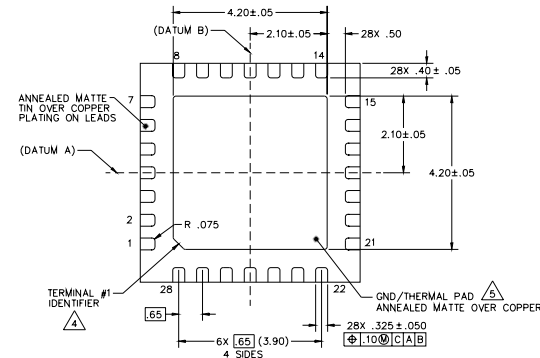 4.20±.05
(DATUM B)
2.10±.05
28X .50
8
14
28X .40 ± .05
ANNEALED MATTE
TIN OVER COPPER
PLATING ON LEADS
7
15
2.10±.05
(DATUM A)
4.20±.05
2
R .075
1
21
TERMINAL #1
IDENTIFIER
4
28
22
GND/THERMAL PAD 5
ANNEALED MATTE OVER COPPER
.65
28X .325±.050
6X .65 (3.90)
4 SIDES
⌖ .10Ⓜ C A B